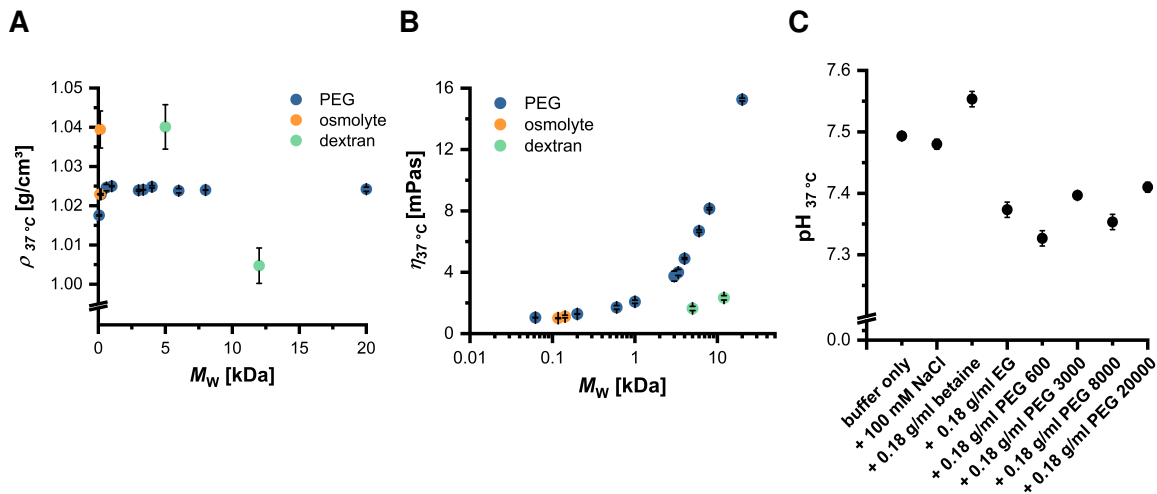 A
B
C
ρ 37 °C [g/cm³]
1.05
1.04
1.03
1.02
1.01
1.00
0
5
10
15
20
MW [kDa]
PEG
osmolyte
dextran
η37 °C [mPas]
16
12
8
4
0
0.01
0.1
1
10
MW [kDa]
PEG
osmolyte
dextran
pH 37 °C
7.6
7.5
7.4
7.3
0.0
buffer only
+ 100 mM NaCl
+ 0.18 g/ml betaine
+ 0.18 g/ml EG
+ 0.18 g/ml PEG 600
+ 0.18 g/ml PEG 3000
+ 0.18 g/ml PEG 8000
+ 0.18 g/ml PEG 20000